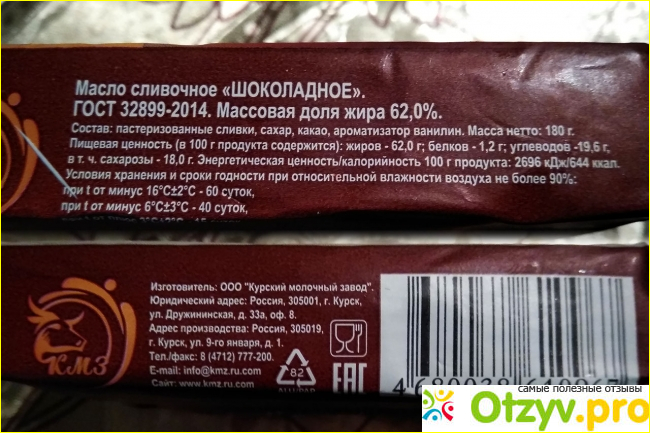 Масло сливочное «ШОКОЛАДНОЕ».
ГОСТ 32899-2014. Массовая доля жира 62,0%.
Состав: пастеризованные сливки, сахар, какао, ароматизатор ванилин. Масса нетто: 180 г.
Пищевая ценность (в 100 г продукта содержится): жиров - 62,0 г; белков - 1,2 г; углеводов -19,6 г,
в т. ч. сахарозы - 18,0 г. Энергетическая ценность/калорийность 100 г продукта: 2696 кДж/644 ккал.
Условия хранения и сроки годности при относительной влажности воздуха не более 90%:
при t от минус 16°С±2°С - 60 суток,
при t от минус 6°С±3°С - 40 суток,
КМЗ
Изготовитель: ООО "Курский молочный завод".
Юридический адрес: Россия, 305001, г. Курск,
ул. Дружининская, д. 33а, оф. 8.
Адрес производства: Россия, 305019,
г. Курск, ул. 9-го января, д. 1.
Тел./факс: 8 (4712) 777-200.
E-mail: info@kmz.ru.com
Сайт: www.kmz.ru.com
82
EAC
самые полезные отзывы
Otzyv.pro